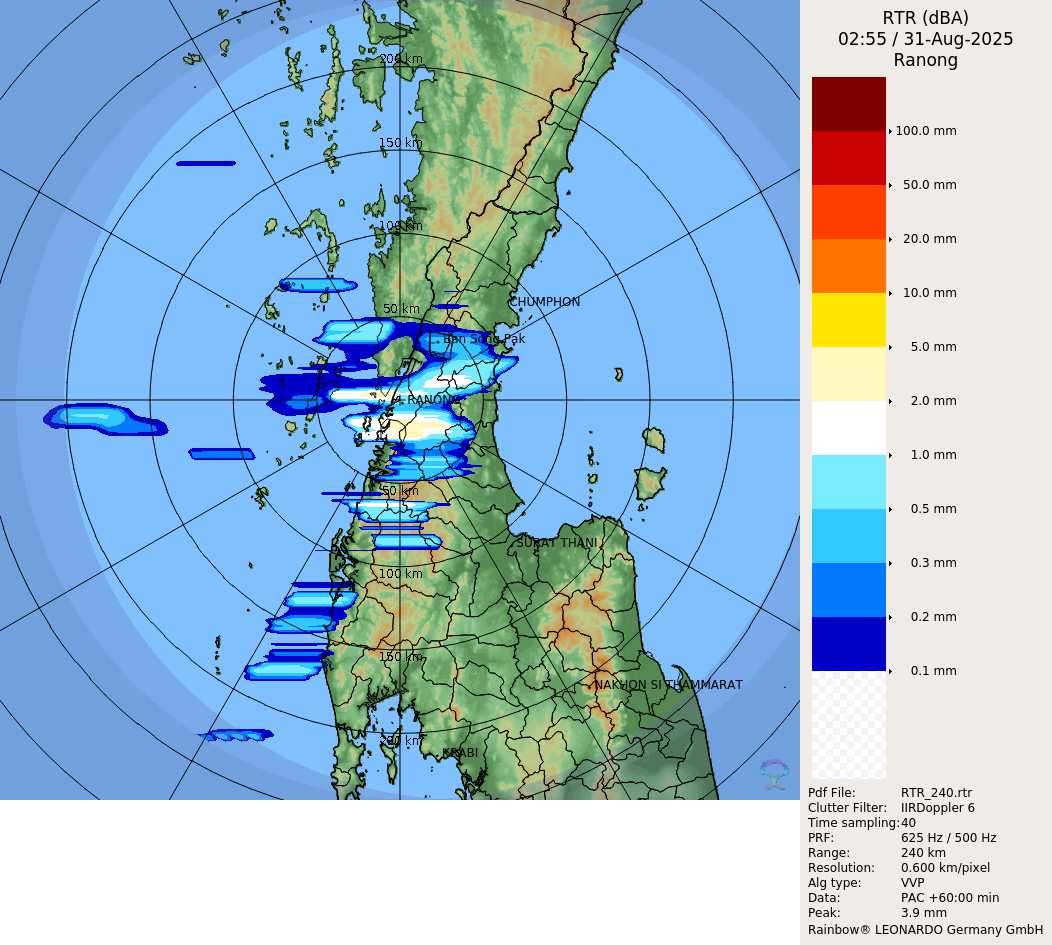 RTR (dBA)
02:55 / 31-Aug-2025
Ranong
200 km
150 km
100 km
CHUMPHON
50 km
Ban Song Pak
RANONG
50 km
SURAT THANI
100 km
150 km
NAKHON SI THAMMARAT
200 km
KRABI
100.0 mm
50.0 mm
20.0 mm
10.0 mm
5.0 mm
2.0 mm
1.0 mm
0.5 mm
0.3 mm
0.2 mm
0.1 mm
Pdf File: RTR_240.rtr
Clutter Filter: IIRDoppler 6
Time sampling:40
PRF: 625 Hz / 500 Hz
Range: 240 km
Resolution: 0.600 km/pixel
Alg type: VVP
Data: PAC +60:00 min
Peak: 3.9 mm
Rainbow® LEONARDO Germany GmbH